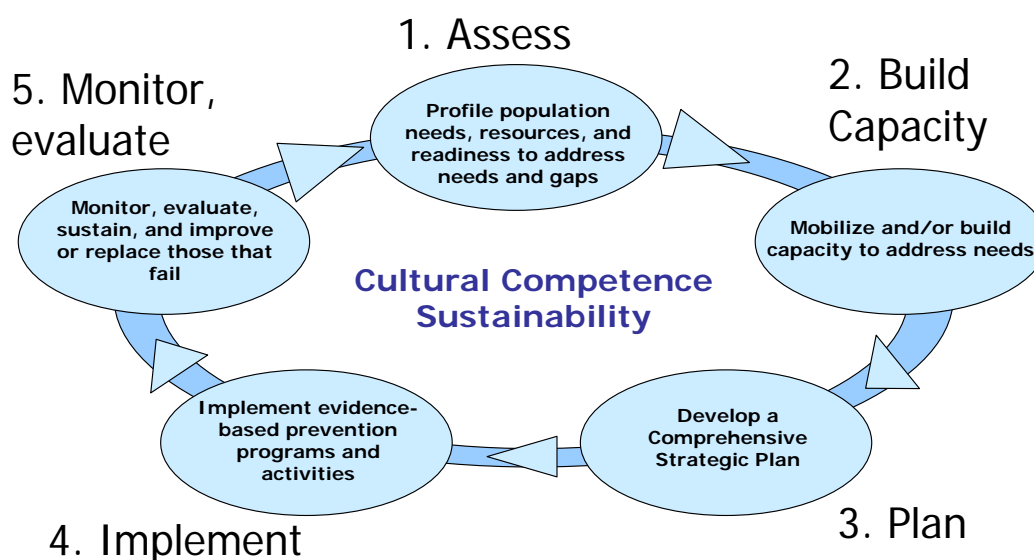 1. Assess
Profile population
needs, resources, and
readiness to address
needs and gaps
2. Build
Capacity
Mobilize and/or build
capacity to address needs
3. Plan
Develop a
Comprehensive
Strategic Plan
4. Implement
Implement evidence-
based prevention
programs and
activities
5. Monitor,
evaluate
Monitor, evaluate,
sustain, and improve
or replace those that
fail
Cultural Competence
Sustainability